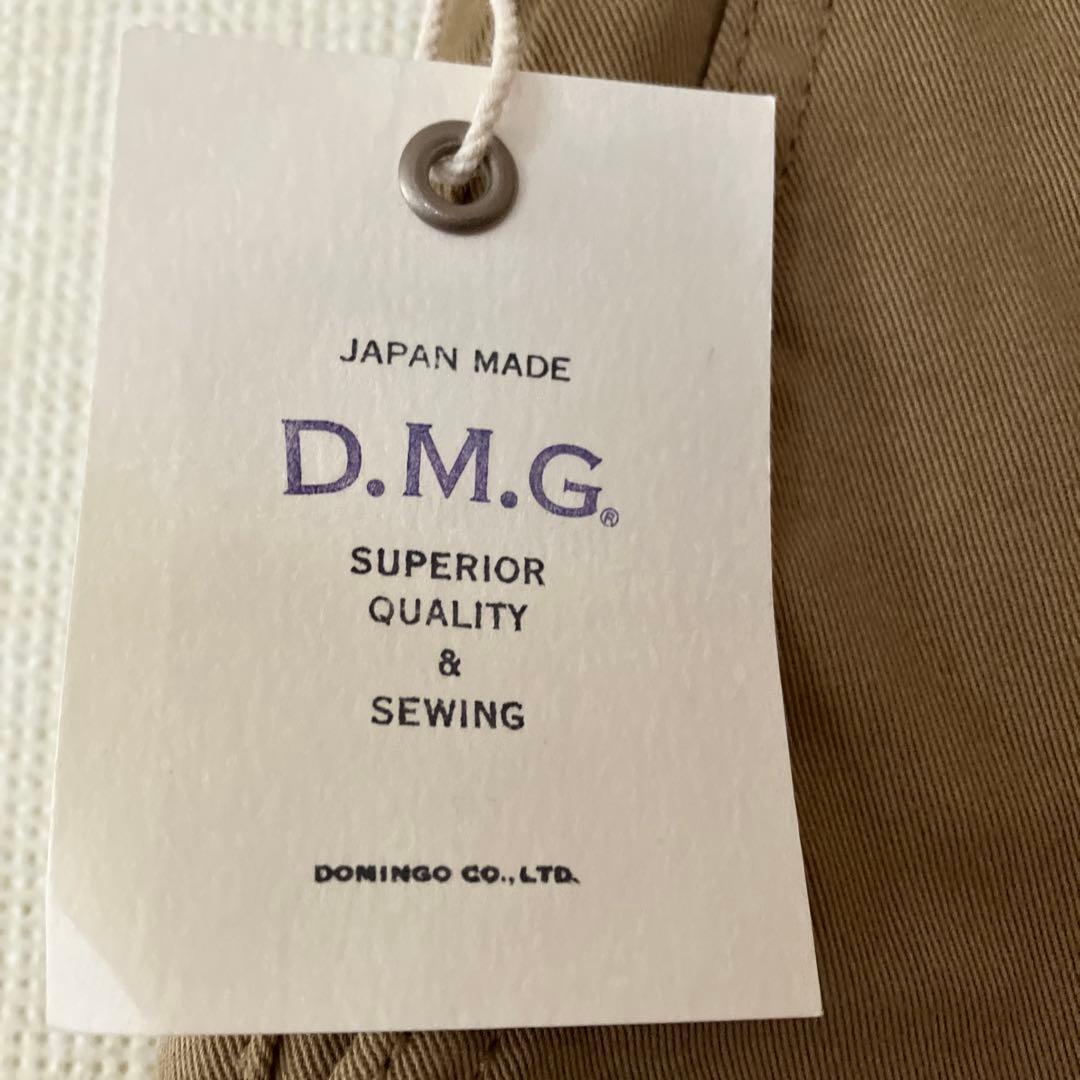 JAPAN MADE
D.M.G.®
SUPERIOR
QUALITY
&
SEWING
DOMINGO CO., LTD.